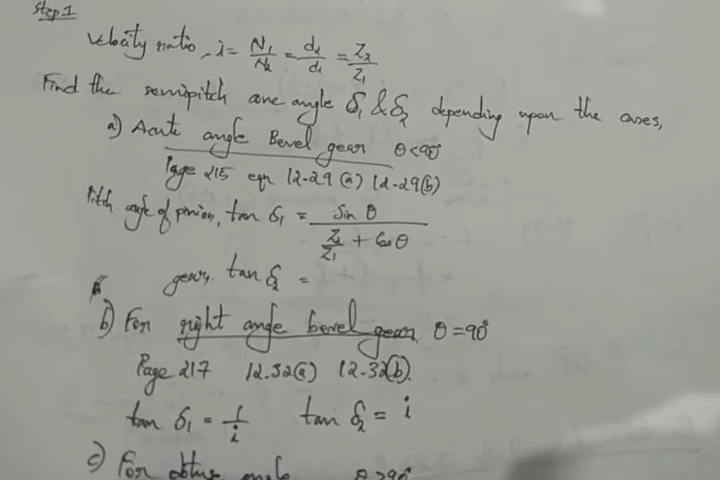 Step 1
Velocity ratio, i = N1/N2 = d2/d1 = Z2/Z1
Find the semipitch cone angle δ1 & δ2 depending upon the cases,
a) Acute angle Bevel gear θ<90°
Page 215 eqn 12-29(a) 12-29(b)
Pitch angle of pinion, tan δ1 = Sin θ / (Z2/Z1 + Cos θ)
gear, tan δ2 =
b) For right angle bevel gear θ=90°
Page 217 12.32(a) 12-32(b).
tan δ1 = 1/i tan δ2 = i
c) For obtuse angle θ>90°